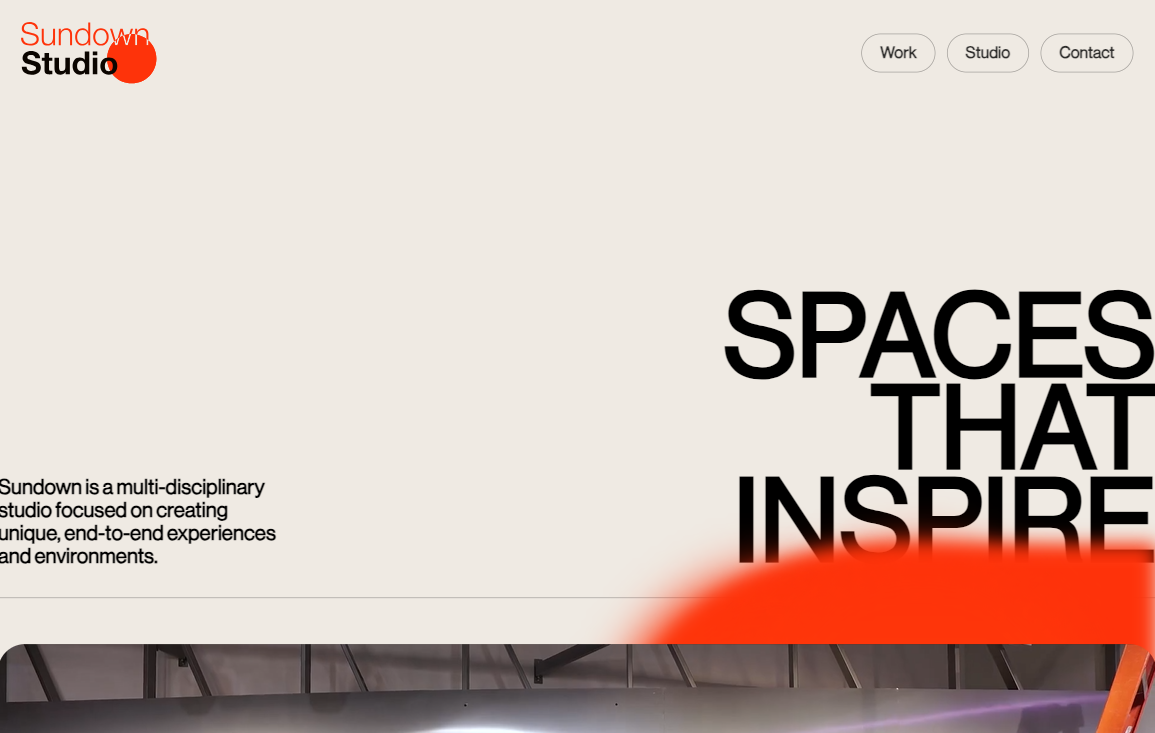 Sundown
Studio
Work
Studio
Contact
SPACES
THAT
INSPIRE
Sundown is a multi-disciplinary
studio focused on creating
unique, end-to-end experiences
and environments.